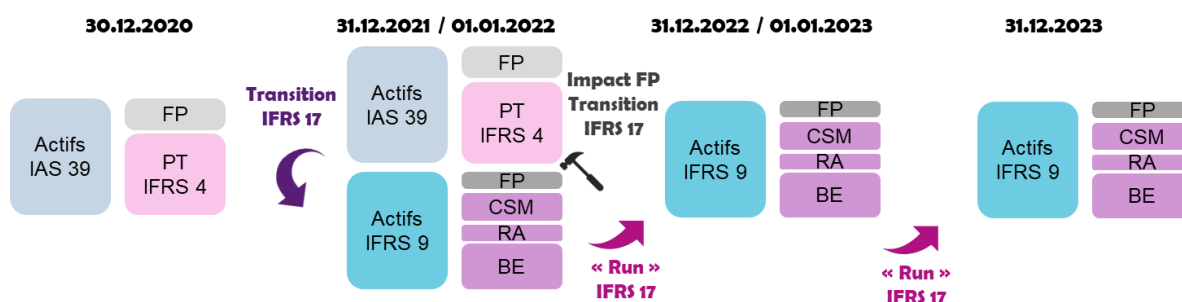 30.12.2020
31.12.2021 / 01.01.2022
31.12.2022 / 01.01.2023
31.12.2023
Actifs
IAS 39
FP
PT
IFRS 4
Transition
IFRS 17
Actifs
IAS 39
FP
PT
IFRS 4
Actifs
IFRS 9
FP
CSM
RA
BE
Impact FP
Transition
IFRS 17
« Run »
IFRS 17
Actifs
IFRS 9
FP
CSM
RA
BE
« Run »
IFRS 17
Actifs
IFRS 9
FP
CSM
RA
BE